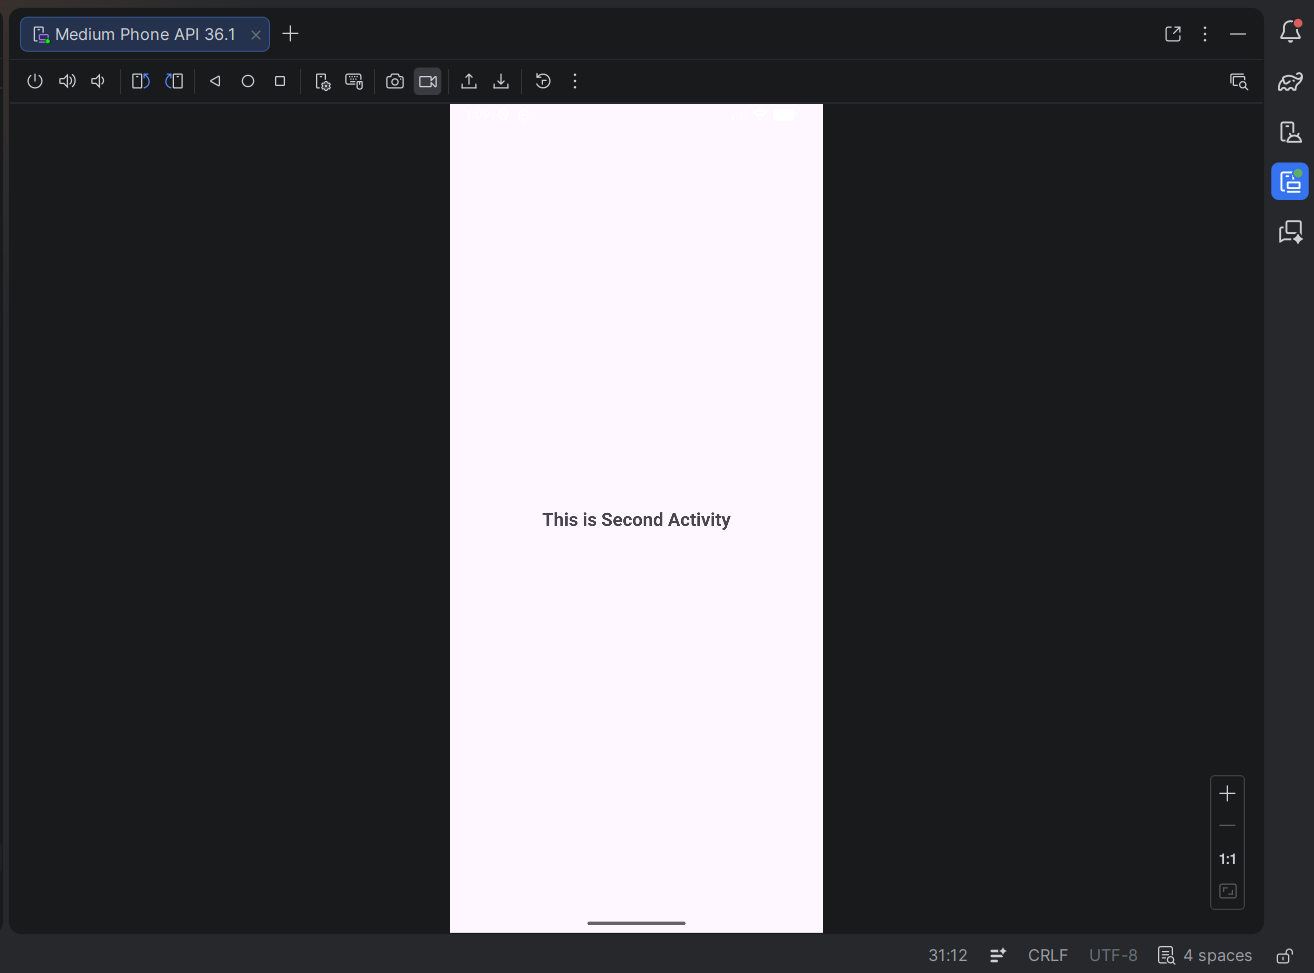 Medium Phone API 36.1
This is Second Activity
1:1
31:12 CRLF UTF-8 4 spaces